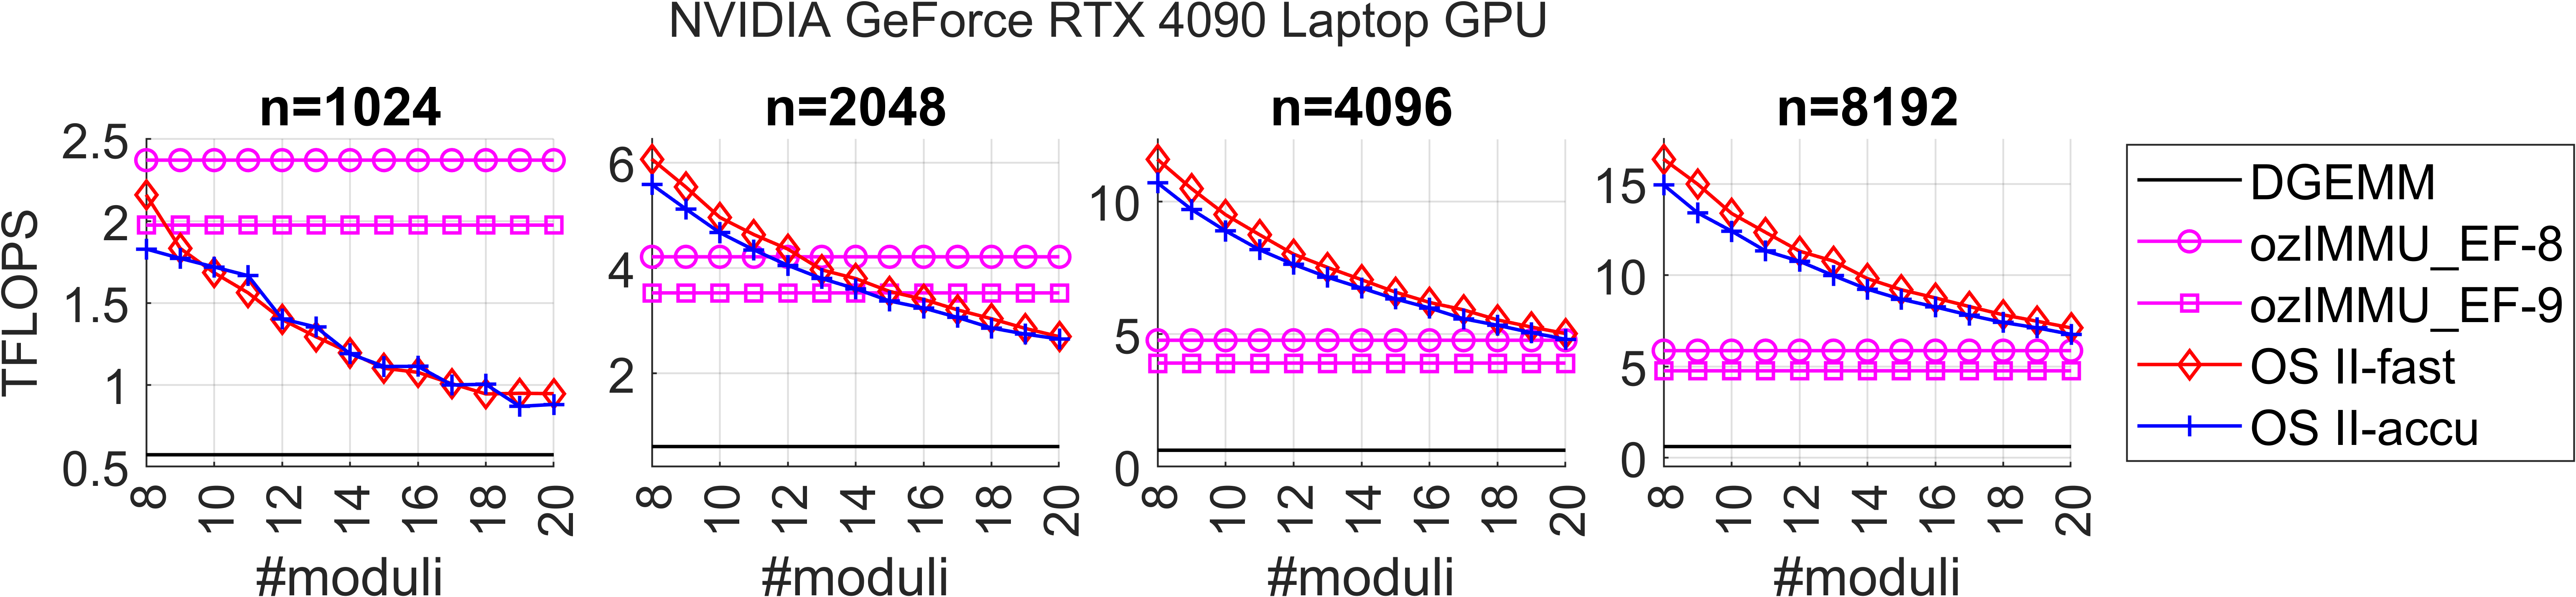 NVIDIA GeForce RTX 4090 Laptop GPU
n=1024
n=2048
n=4096
n=8192
TFLOPS
2.5
2
1.5
1
0.5
8 10 12 14 16 18 20
#moduli
6
4
2
8 10 12 14 16 18 20
#moduli
10
5
0
8 10 12 14 16 18 20
#moduli
15
10
5
0
8 10 12 14 16 18 20
#moduli
DGEMM
ozIMMU_EF-8
ozIMMU_EF-9
OS II-fast
OS II-accu